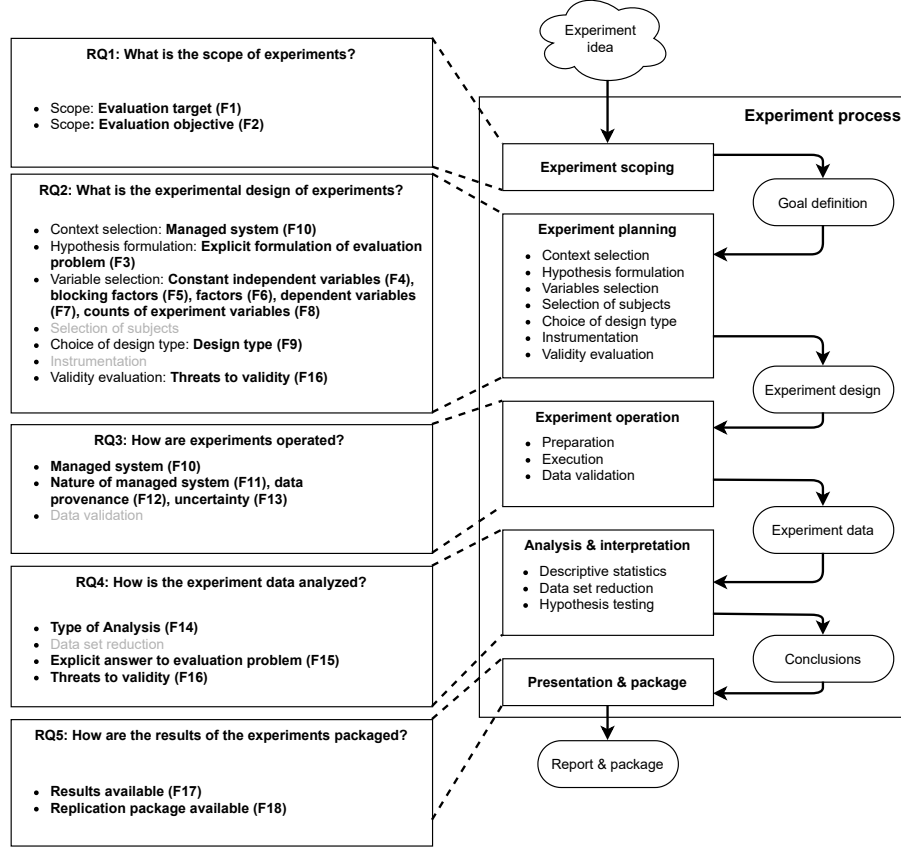 RQ1: What is the scope of experiments?
• Scope: Evaluation target (F1)
• Scope: Evaluation objective (F2)
RQ2: What is the experimental design of experiments?
• Context selection: Managed system (F10)
• Hypothesis formulation: Explicit formulation of evaluation
problem (F3)
• Variable selection: Constant independent variables (F4),
blocking factors (F5), factors (F6), dependent variables
(F7), counts of experiment variables (F8)
• Selection of subjects
• Choice of design type: Design type (F9)
• Instrumentation
• Validity evaluation: Threats to validity (F16)
RQ3: How are experiments operated?
• Managed system (F10)
• Nature of managed system (F11), data
provenance (F12), uncertainty (F13)
• Data validation
RQ4: How is the experiment data analyzed?
• Type of Analysis (F14)
• Data set reduction
• Explicit answer to evaluation problem (F15)
• Threats to validity (F16)
RQ5: How are the results of the experiments packaged?
• Results available (F17)
• Replication package available (F18)
Experiment
idea
Experiment process
Experiment scoping
Goal definition
Experiment planning
• Context selection
• Hypothesis formulation
• Variables selection
• Selection of subjects
• Choice of design type
• Instrumentation
• Validity evaluation
Experiment design
Experiment operation
• Preparation
• Execution
• Data validation
Experiment data
Analysis & interpretation
• Descriptive statistics
• Data set reduction
• Hypothesis testing
Conclusions
Presentation & package
Report & package